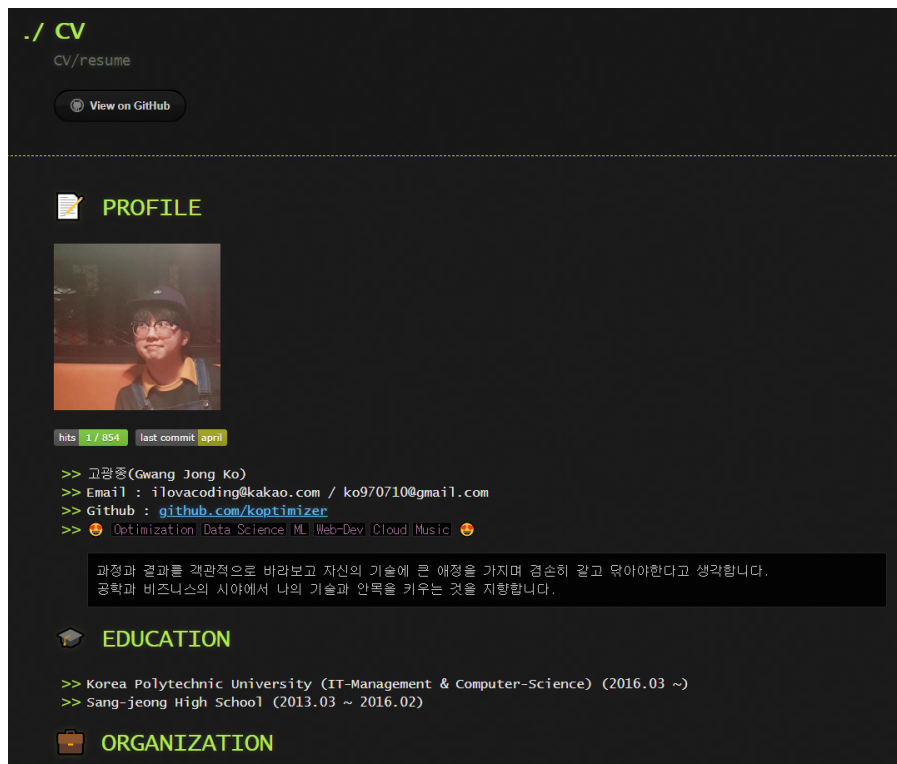 ./ CV
CV/resume
View on GitHub
PROFILE
hits 1 / 854 last commit april
>> 고광종(Gwang Jong Ko)
>> Email : ilovacoding@kakao.com / ko970710@gmail.com
>> Github : github.com/koptimizer
>> 🤩 Optimization Data Science ML Web-Dev Cloud Music 🤩
과정과 결과를 객관적으로 바라보고 자신의 기술에 큰 애정을 가지며 겸손히 갈고 닦아야한다고 생각합니다.
공학과 비즈니스의 시야에서 나의 기술과 안목을 키우는 것을 지향합니다.
EDUCATION
>> Korea Polytechnic University (IT-Management & Computer-Science) (2016.03 ~)
>> Sang-jeong High School (2013.03 ~ 2016.02)
ORGANIZATION